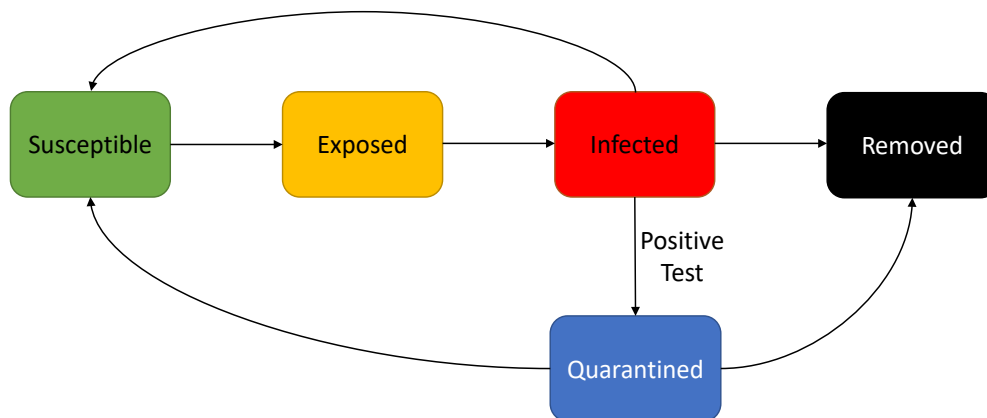 Susceptible
Exposed
Infected
Removed
Positive
Test
Quarantined